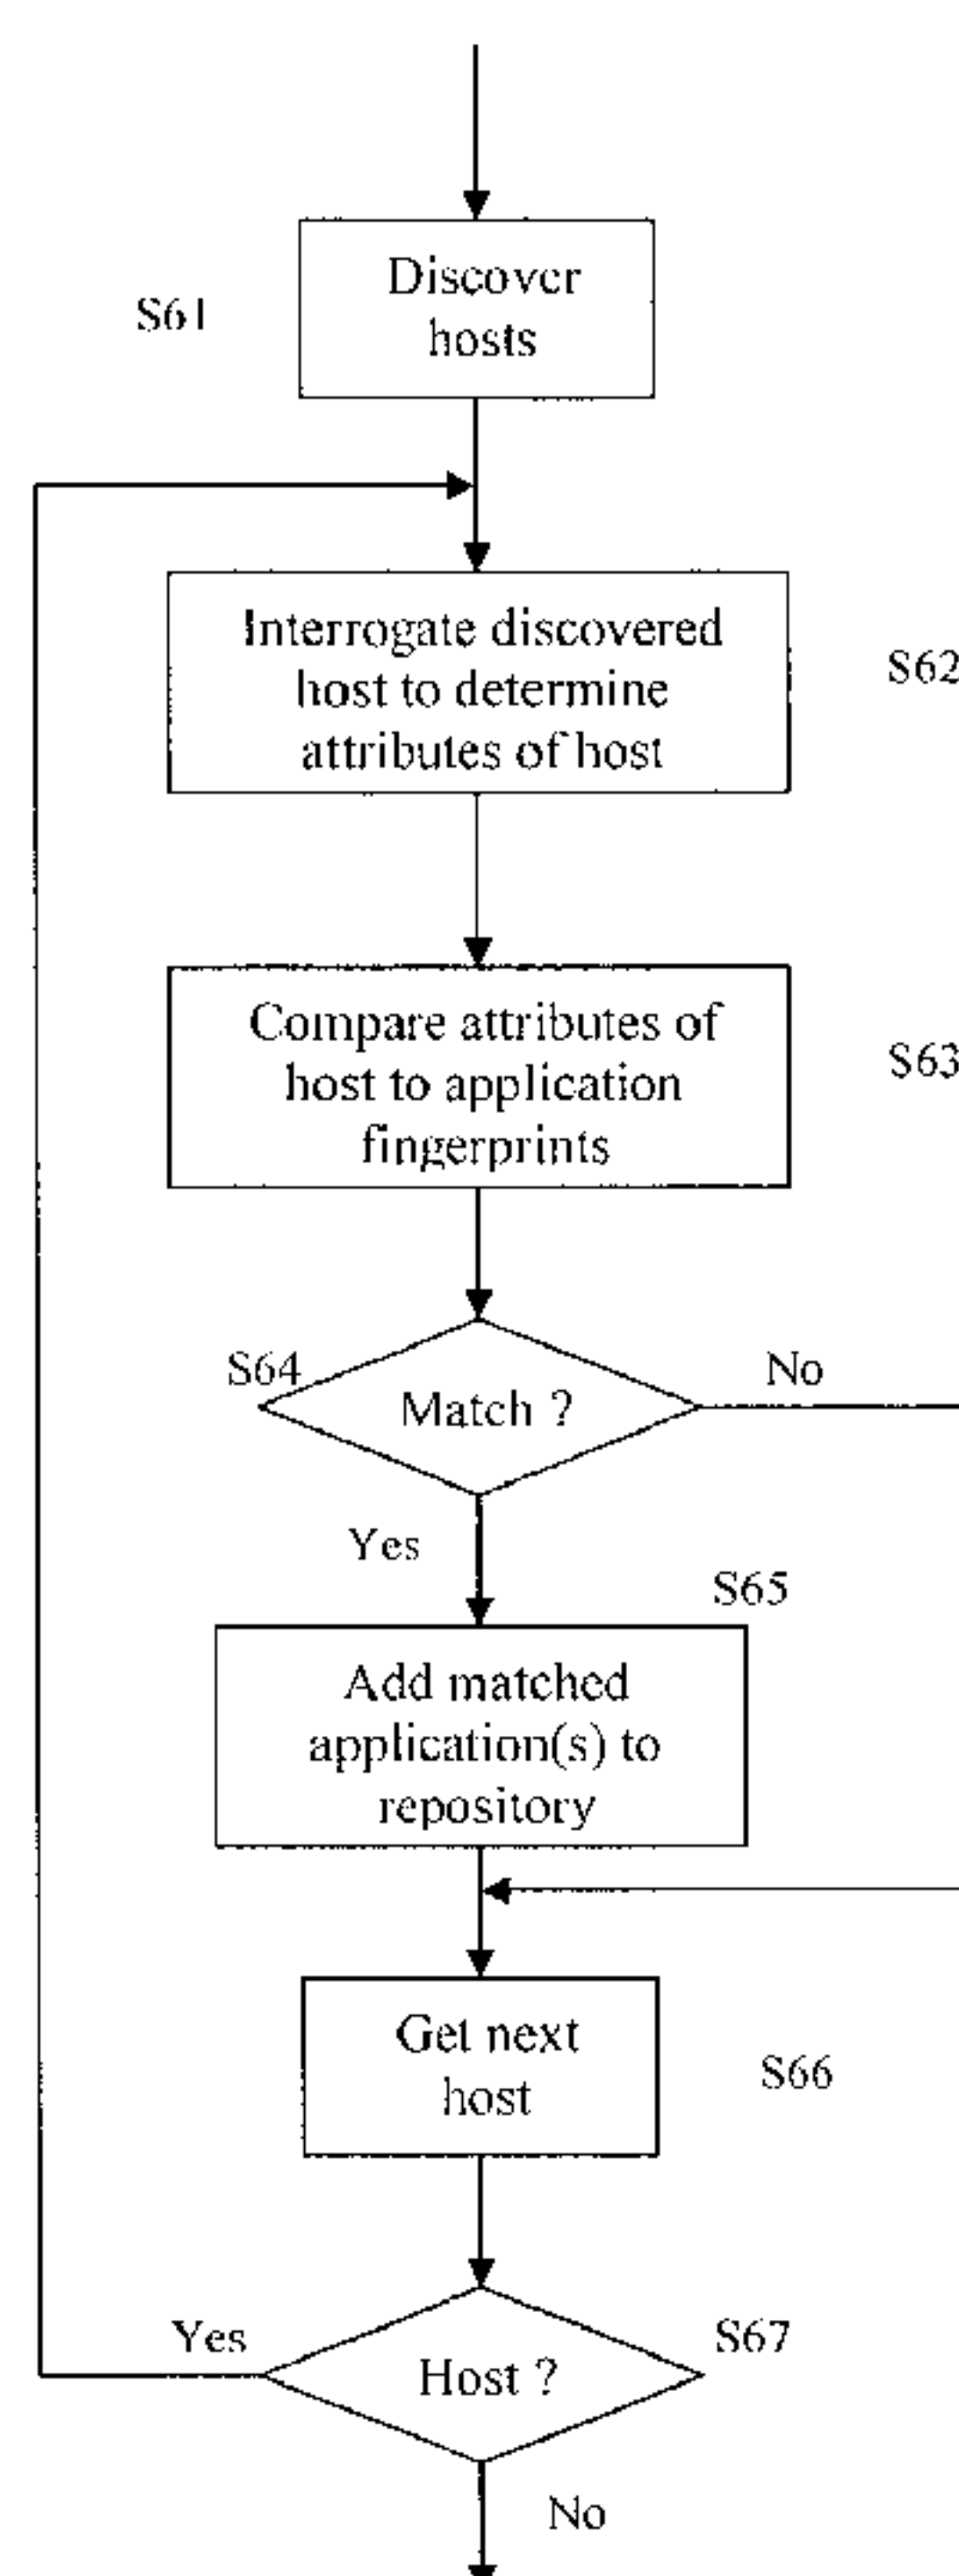 Discover
hosts
S61
Interrogate discovered
host to determine
attributes of host
S62
Compare attributes of
host to application
fingerprints
S63
S64
Match ?
No
Yes
S65
Add matched
application(s) to
repository
Get next
host
S66
Yes
Host ?
S67
No